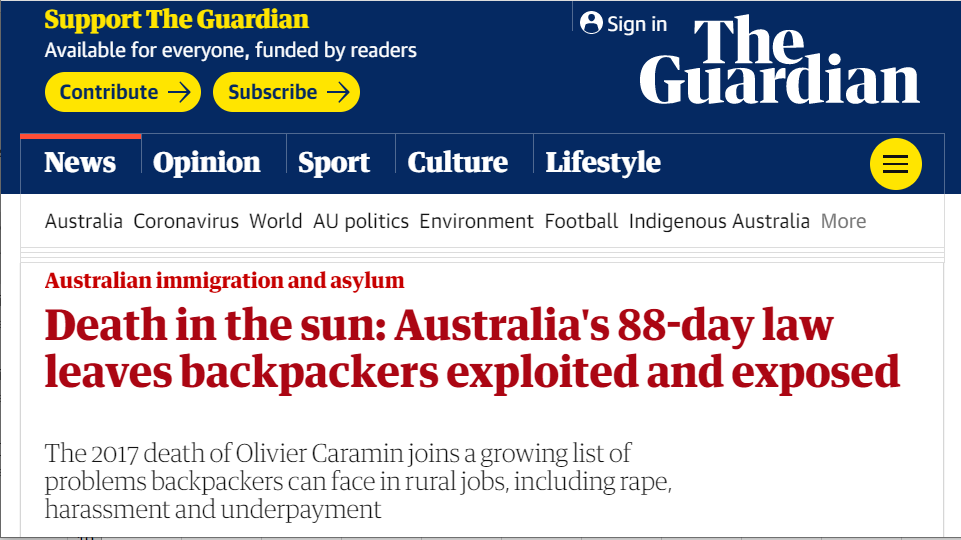 Support The Guardian
Available for everyone, funded by readers
Contribute
Subscribe
Sign in
The
Guardian
News Opinion Sport Culture Lifestyle
Australia Coronavirus World AU politics Environment Football Indigenous Australia More
Australian immigration and asylum
Death in the sun: Australia's 88-day law
leaves backpackers exploited and exposed
The 2017 death of Olivier Caramin joins a growing list of
problems backpackers can face in rural jobs, including rape,
harassment and underpayment